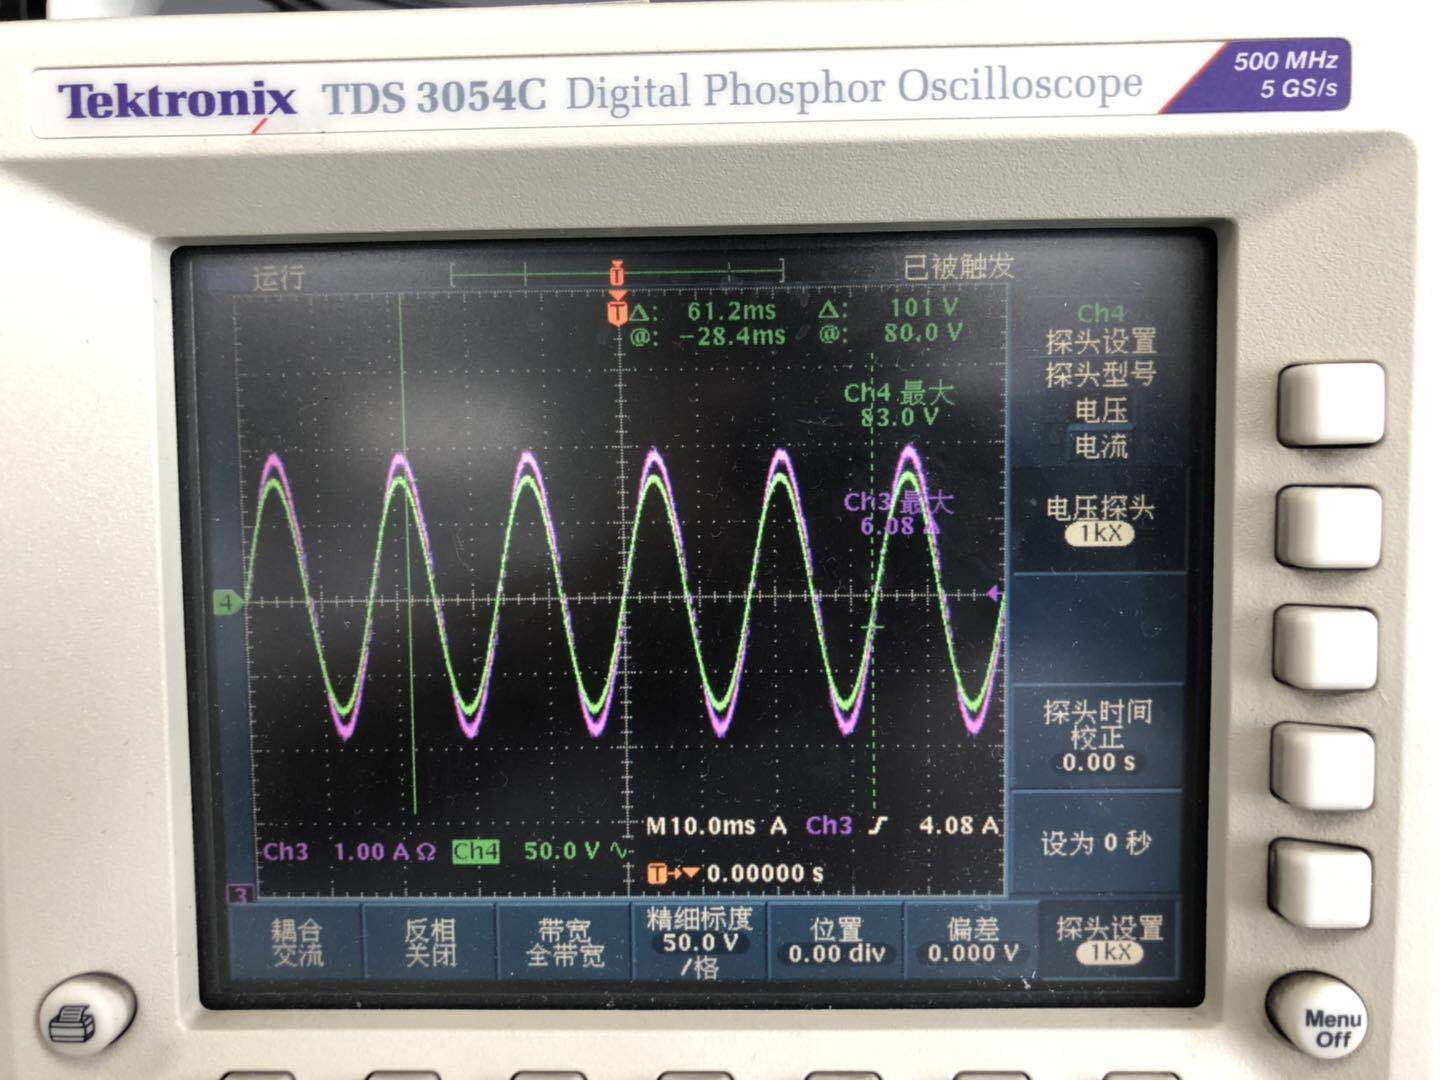 Tektronix TDS 3054C Digital Phosphor Oscilloscope
500 MHz
5 GS/s
运行
T
已被触发
T
Δ: 61.2ms Δ: 101 V
@: -28.4ms @: 80.0 V
Ch4 最大
83.0 V
Ch3 最大
6.08 A
4
3
M10.0ms A Ch3 4.08 A
Ch3 1.00 A Ω Ch4 50.0 V
T 0.00000 s
Ch4
探头设置
探头型号
电压
电流
电压探头
1kX
探头时间
校正
0.00 s
设为 0 秒
耦合
交流
反相
关闭
带宽
全带宽
精细标度
50.0 V
/格
位置
0.00 div
偏差
0.000 V
探头设置
1kX
Menu
Off